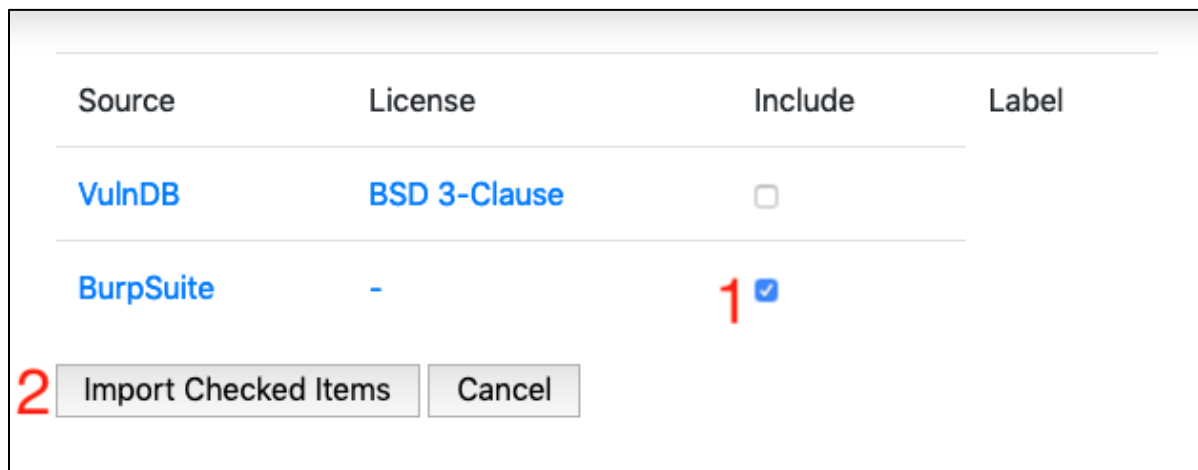 Source License Include Label
VulnDB BSD 3-Clause
BurpSuite - 1
2 Import Checked Items Cancel